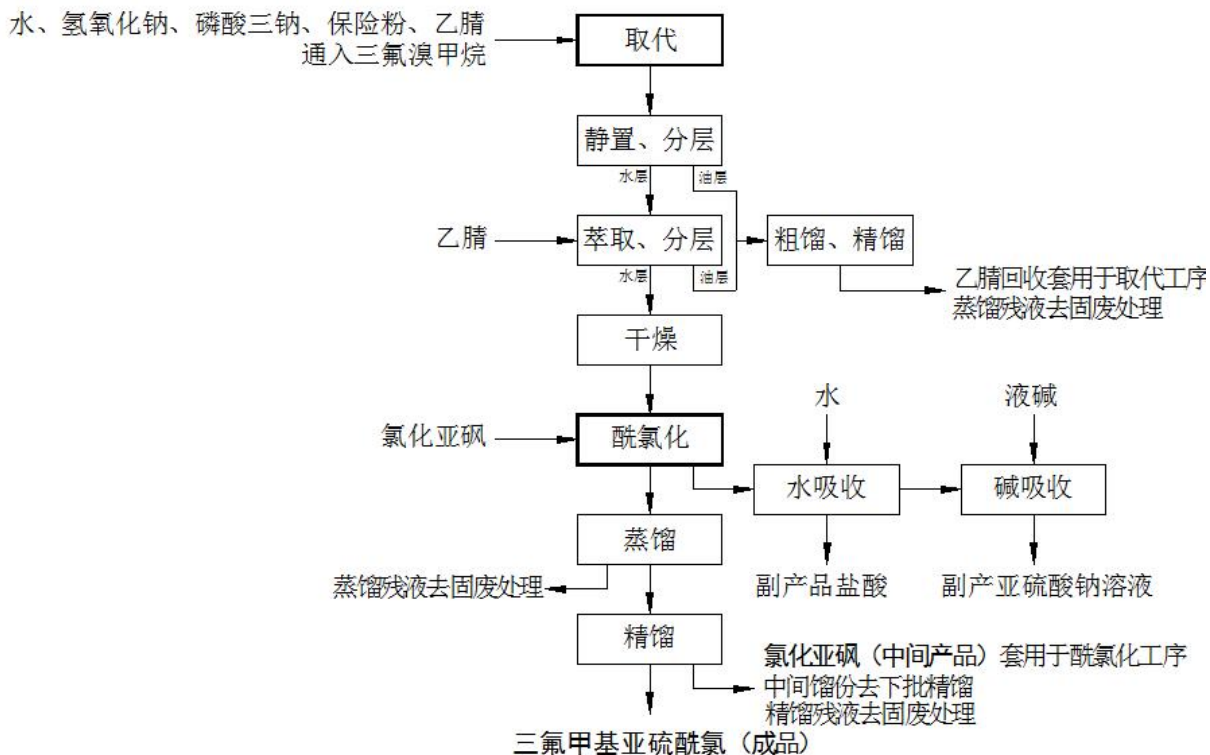 水、氢氧化钠、磷酸三钠、保险粉、乙腈
通入三氟溴甲烷
取代
静置、分层
水层
油层
乙腈
萃取、分层
粗馏、精馏
水层
油层
乙腈回收套用于取代工序
蒸馏残液去固废处理
干燥
水
液碱
氯化亚砜
酰氯化
水吸收
碱吸收
蒸馏
蒸馏残液去固废处理
副产品盐酸
副产亚硫酸钠溶液
精馏
氯化亚砜（中间产品）套用于酰氯化工序
中间馏份去下批精馏
精馏残液去固废处理
三氟甲基亚硫酰氯（成品）